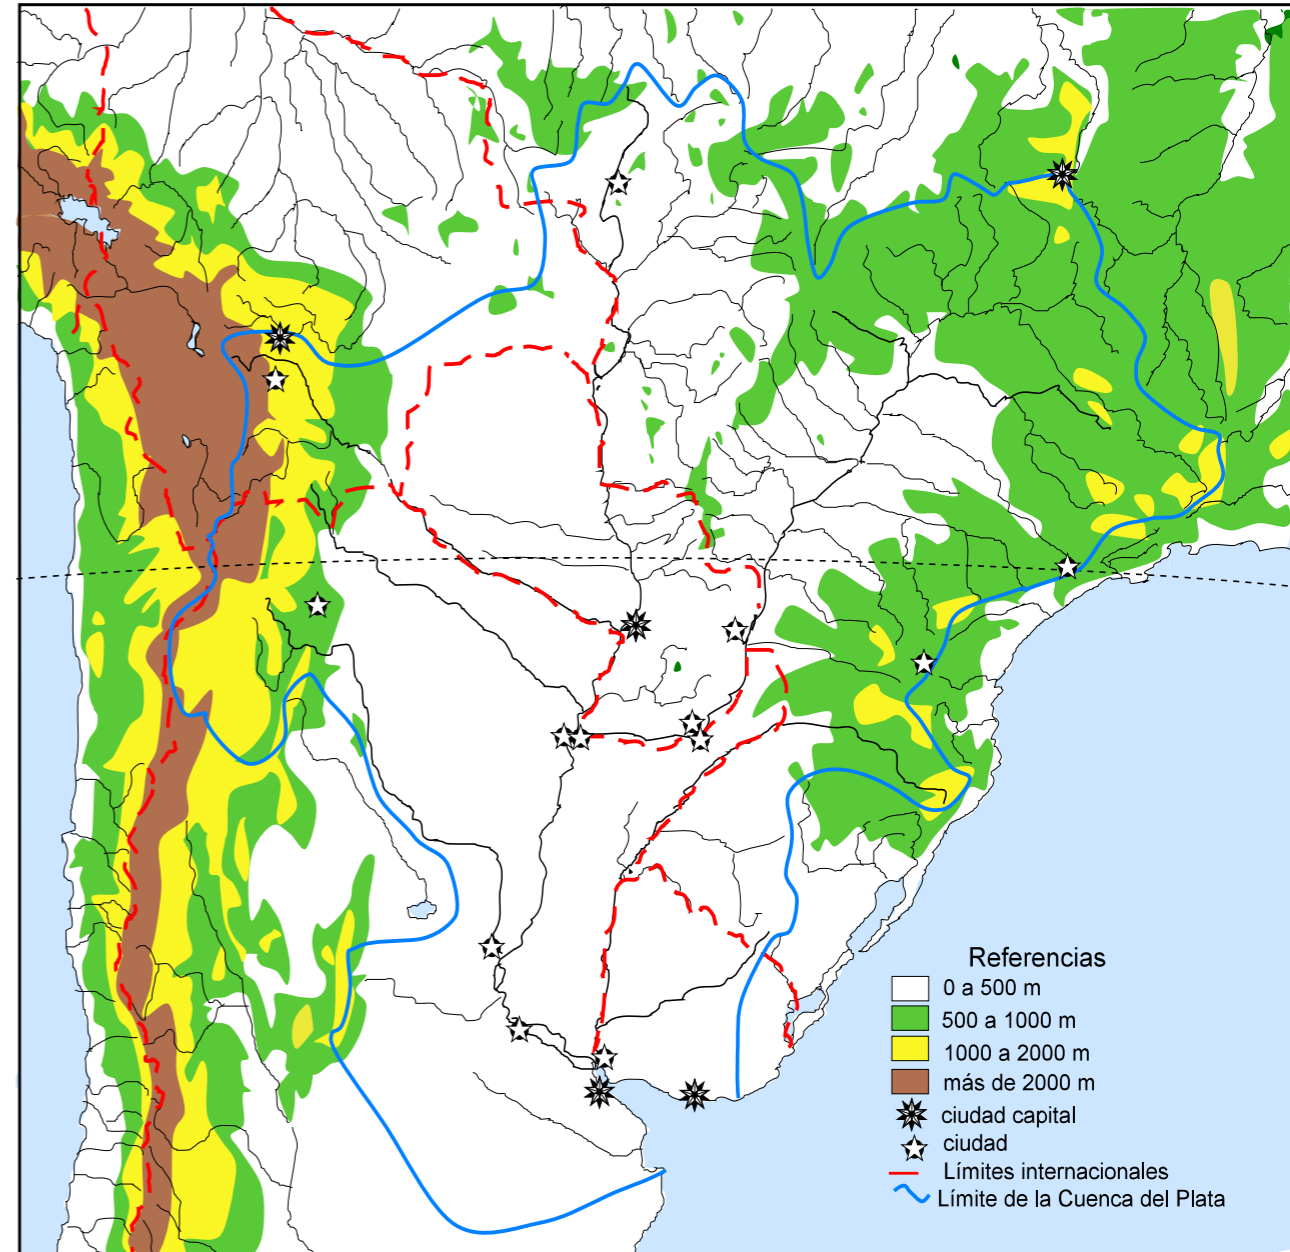 Referencias
0 a 500 m
500 a 1000 m
1000 a 2000 m
más de 2000 m
ciudad capital
ciudad
Límites internacionales
Límite de la Cuenca del Plata